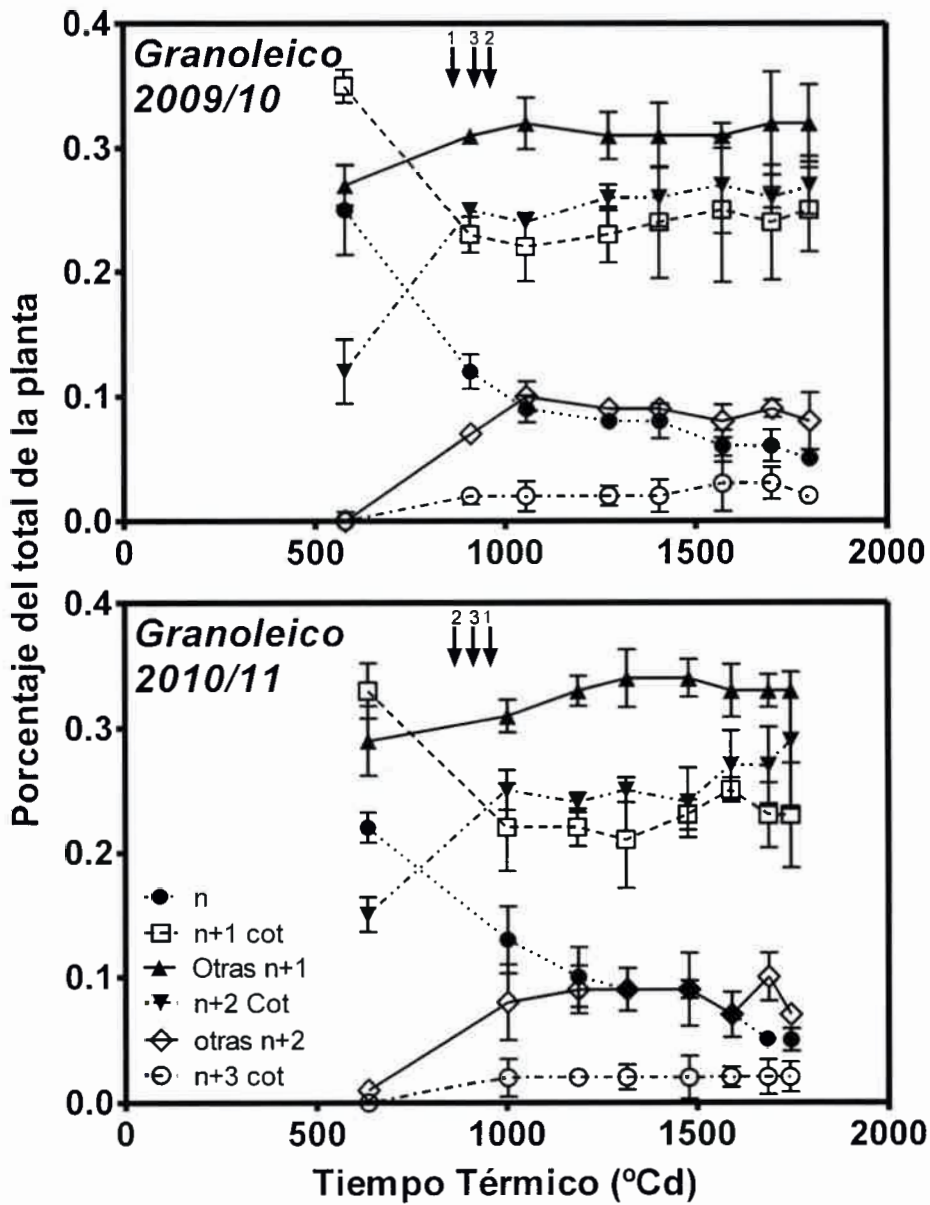 Porcentaje del total de la planta
0.4
0.3
0.2
0.1
0.0
Granoleico
2009/10
1 3 2
0 500 1000 1500 2000
0.4
0.3
0.2
0.1
0.0
Granoleico
2010/11
2 3 1
n
n+1 cot
Otras n+1
n+2 Cot
otras n+2
n+3 cot
0 500 1000 1500 2000
Tiempo Térmico (ºCd)